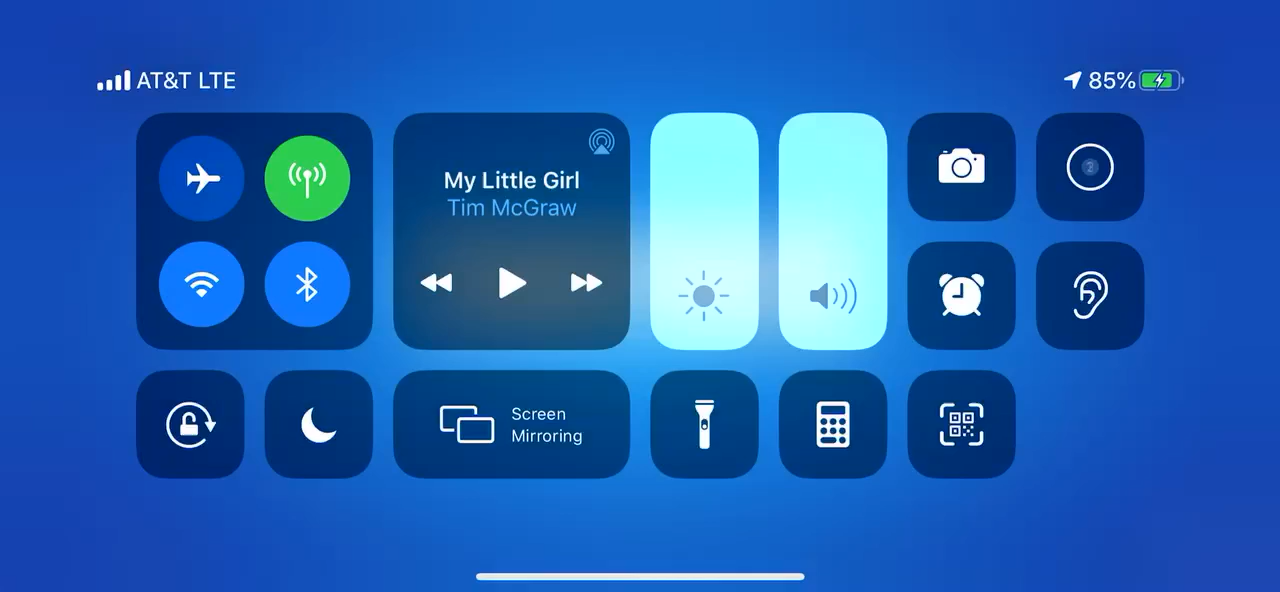 AT&T LTE
85%
My Little Girl
Tim McGraw
Screen
Mirroring